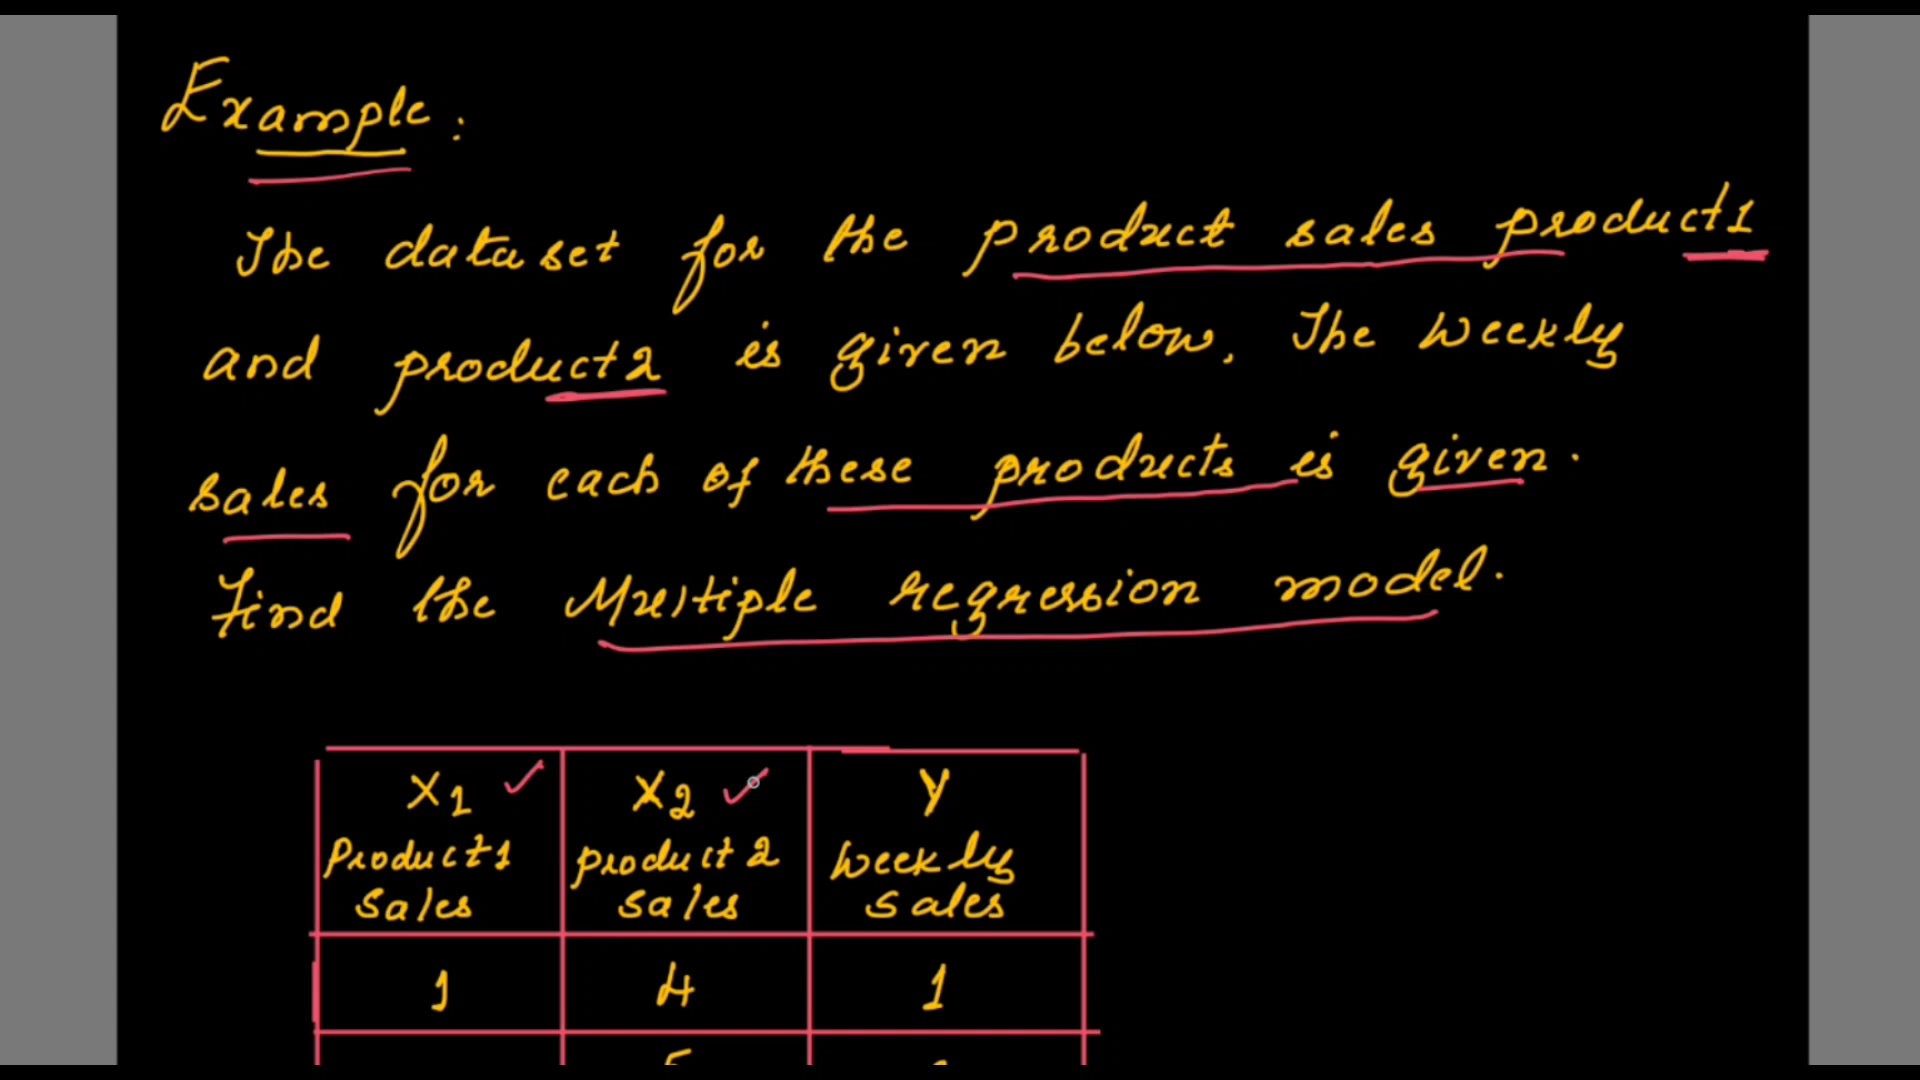 Example:
The dataset for the product sales product1
and product2 is given below. The weekly
sales for each of these products is given.
Find the Multiple regression model.
X1 X2 Y
Product1 product2 weekly
sales sales sales
1 4 1